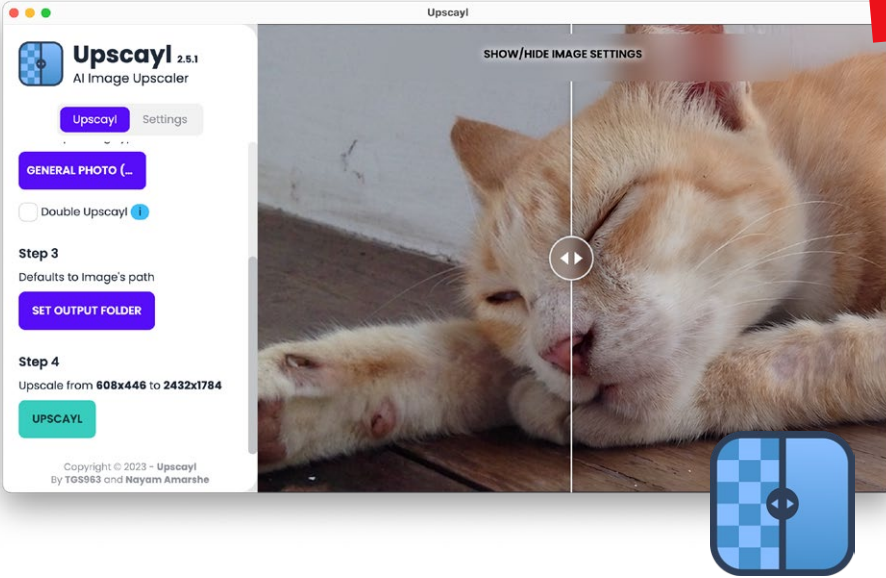 Upscayl
Upscayl 2.5.1
AI Image Upscaler
Upscayl
Settings
GENERAL PHOTO (...
Double Upscayl i
Step 3
Defaults to Image's path
SET OUTPUT FOLDER
Step 4
Upscale from 608x446 to 2432x1784
UPSCAYL
Copyright © 2023 - Upscayl
By TGS963 and Nayam Amarshe
SHOW/HIDE IMAGE SETTINGS